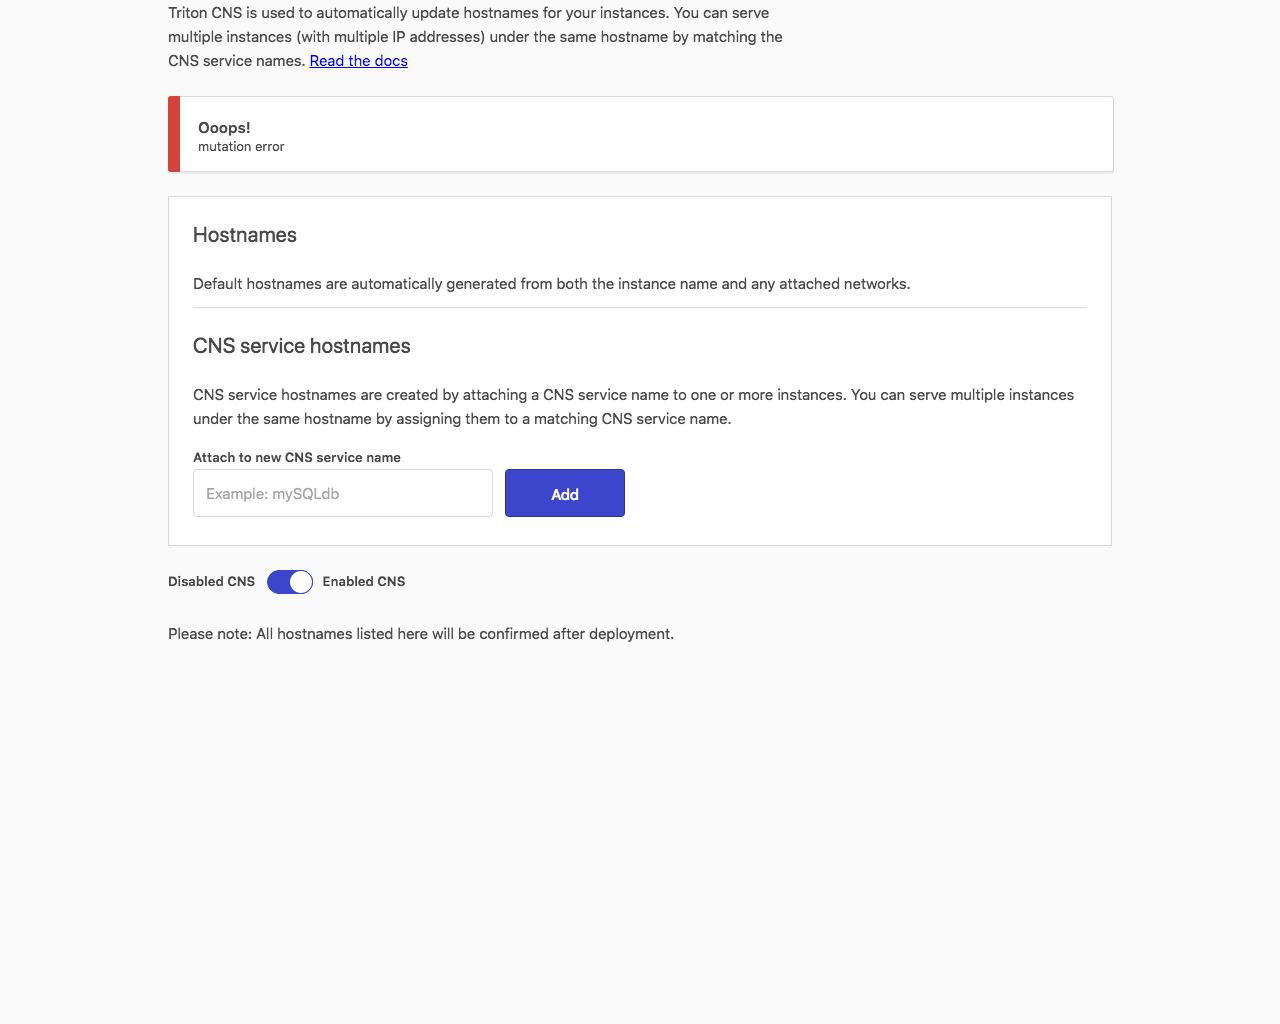 Triton CNS is used to automatically update hostnames for your instances. You can serve
multiple instances (with multiple IP addresses) under the same hostname by matching the
CNS service names. Read the docs
Ooops!
mutation error
Hostnames
Default hostnames are automatically generated from both the instance name and any attached networks.
CNS service hostnames
CNS service hostnames are created by attaching a CNS service name to one or more instances. You can serve multiple instances
under the same hostname by assigning them to a matching CNS service name.
Attach to new CNS service name
Example: mySQLdb
Add
Disabled CNS
Enabled CNS
Please note: All hostnames listed here will be confirmed after deployment.